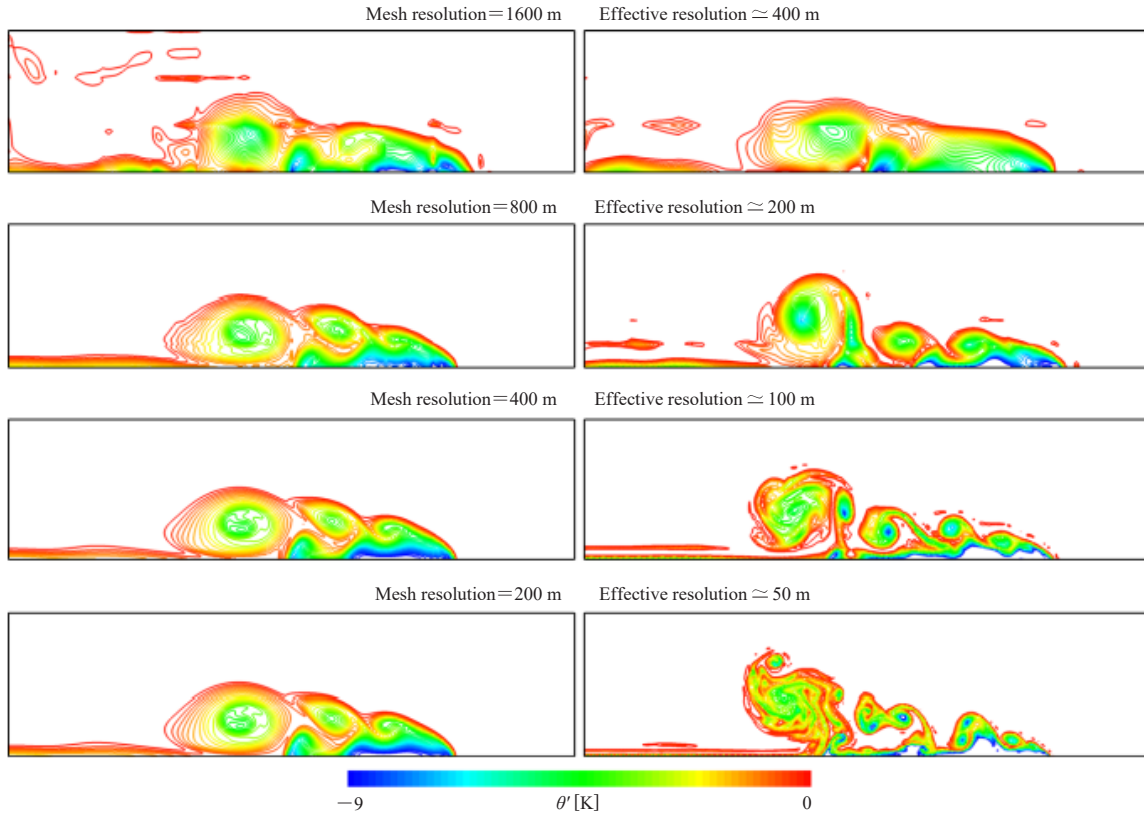 Mesh resolution=1600 m
Effective resolution ≃ 400 m
Mesh resolution=800 m
Effective resolution ≃ 200 m
Mesh resolution=400 m
Effective resolution ≃ 100 m
Mesh resolution=200 m
Effective resolution ≃ 50 m
−9
θ′ [K]
0